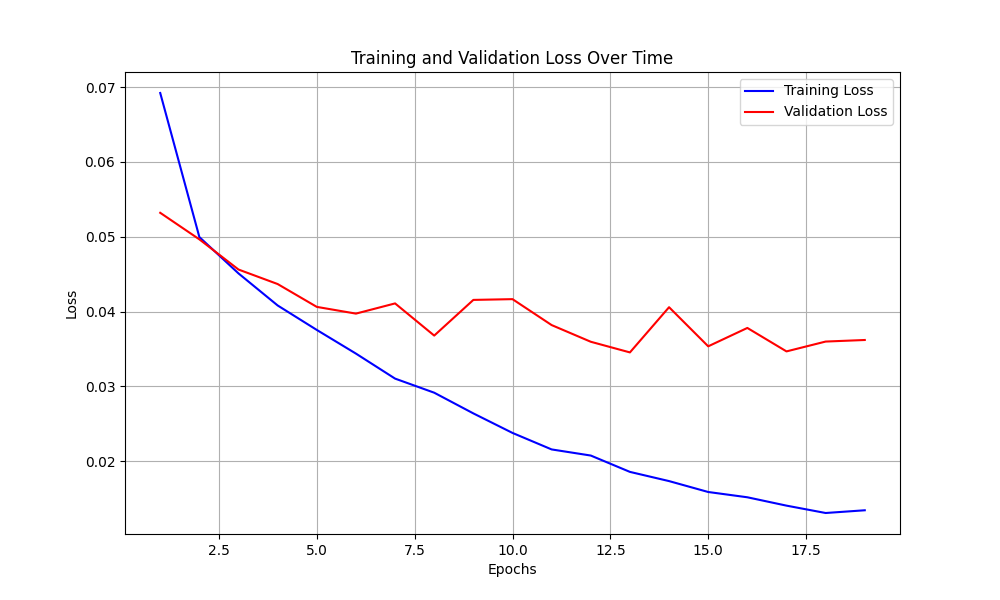 Training and Validation Loss Over Time
Training Loss
Validation Loss
0.07
0.06
0.05
0.04
0.03
0.02
Loss
2.5 5.0 7.5 10.0 12.5 15.0 17.5
Epochs